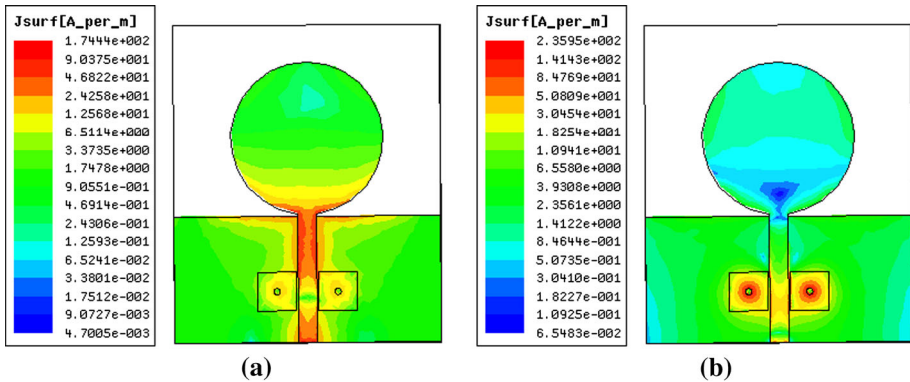 Jsurf[A_per_m]
1.7444e+002
9.0375e+001
4.6822e+001
2.4258e+001
1.2568e+001
6.5114e+000
3.3735e+000
1.7478e+000
9.0551e-001
4.6914e-001
2.4306e-001
1.2593e-001
6.5241e-002
3.3801e-002
1.7512e-002
9.0727e-003
4.7005e-003
(a)
Jsurf[A_per_m]
2.3595e+002
1.4143e+002
8.4769e+001
5.0809e+001
3.0454e+001
1.8254e+001
1.0941e+001
6.5580e+000
3.9308e+000
2.3561e+000
1.4122e+000
8.4644e-001
5.0735e-001
3.0410e-001
1.8227e-001
1.0925e-001
6.5483e-002
(b)